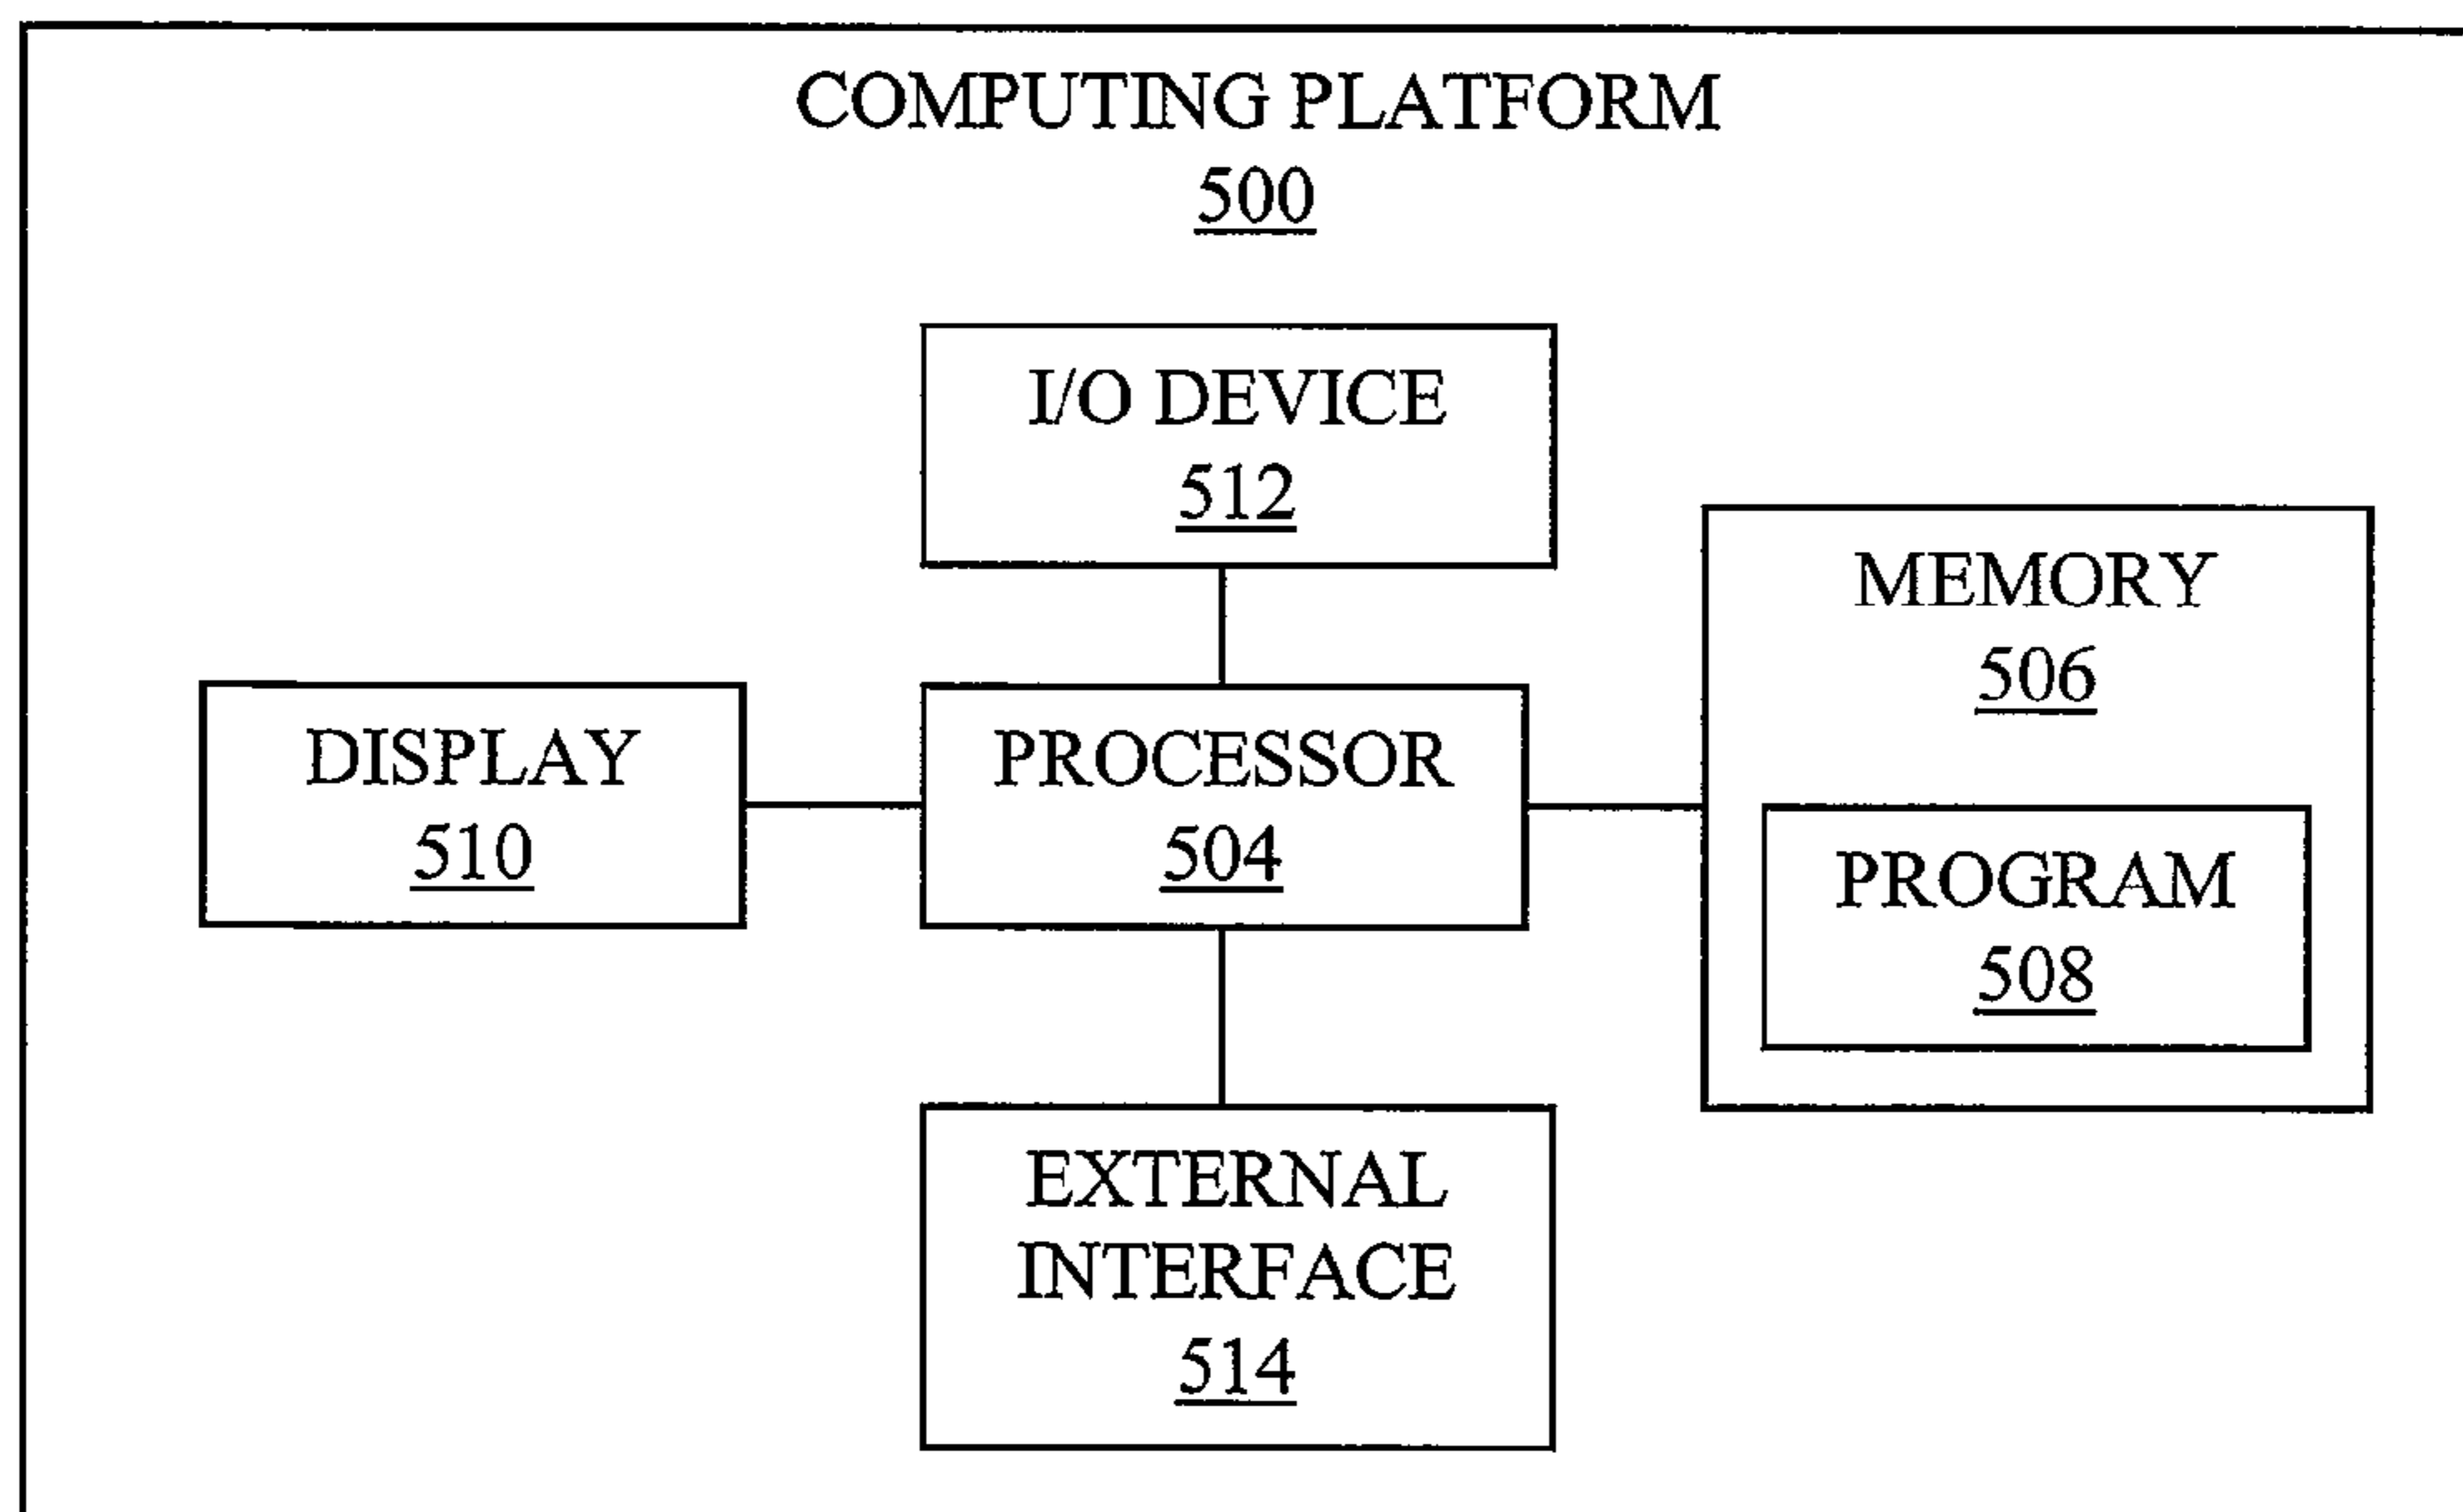 COMPUTING PLATFORM
500
I/O DEVICE
512
MEMORY
506
DISPLAY
510
PROCESSOR
504
PROGRAM
508
EXTERNAL
INTERFACE
514